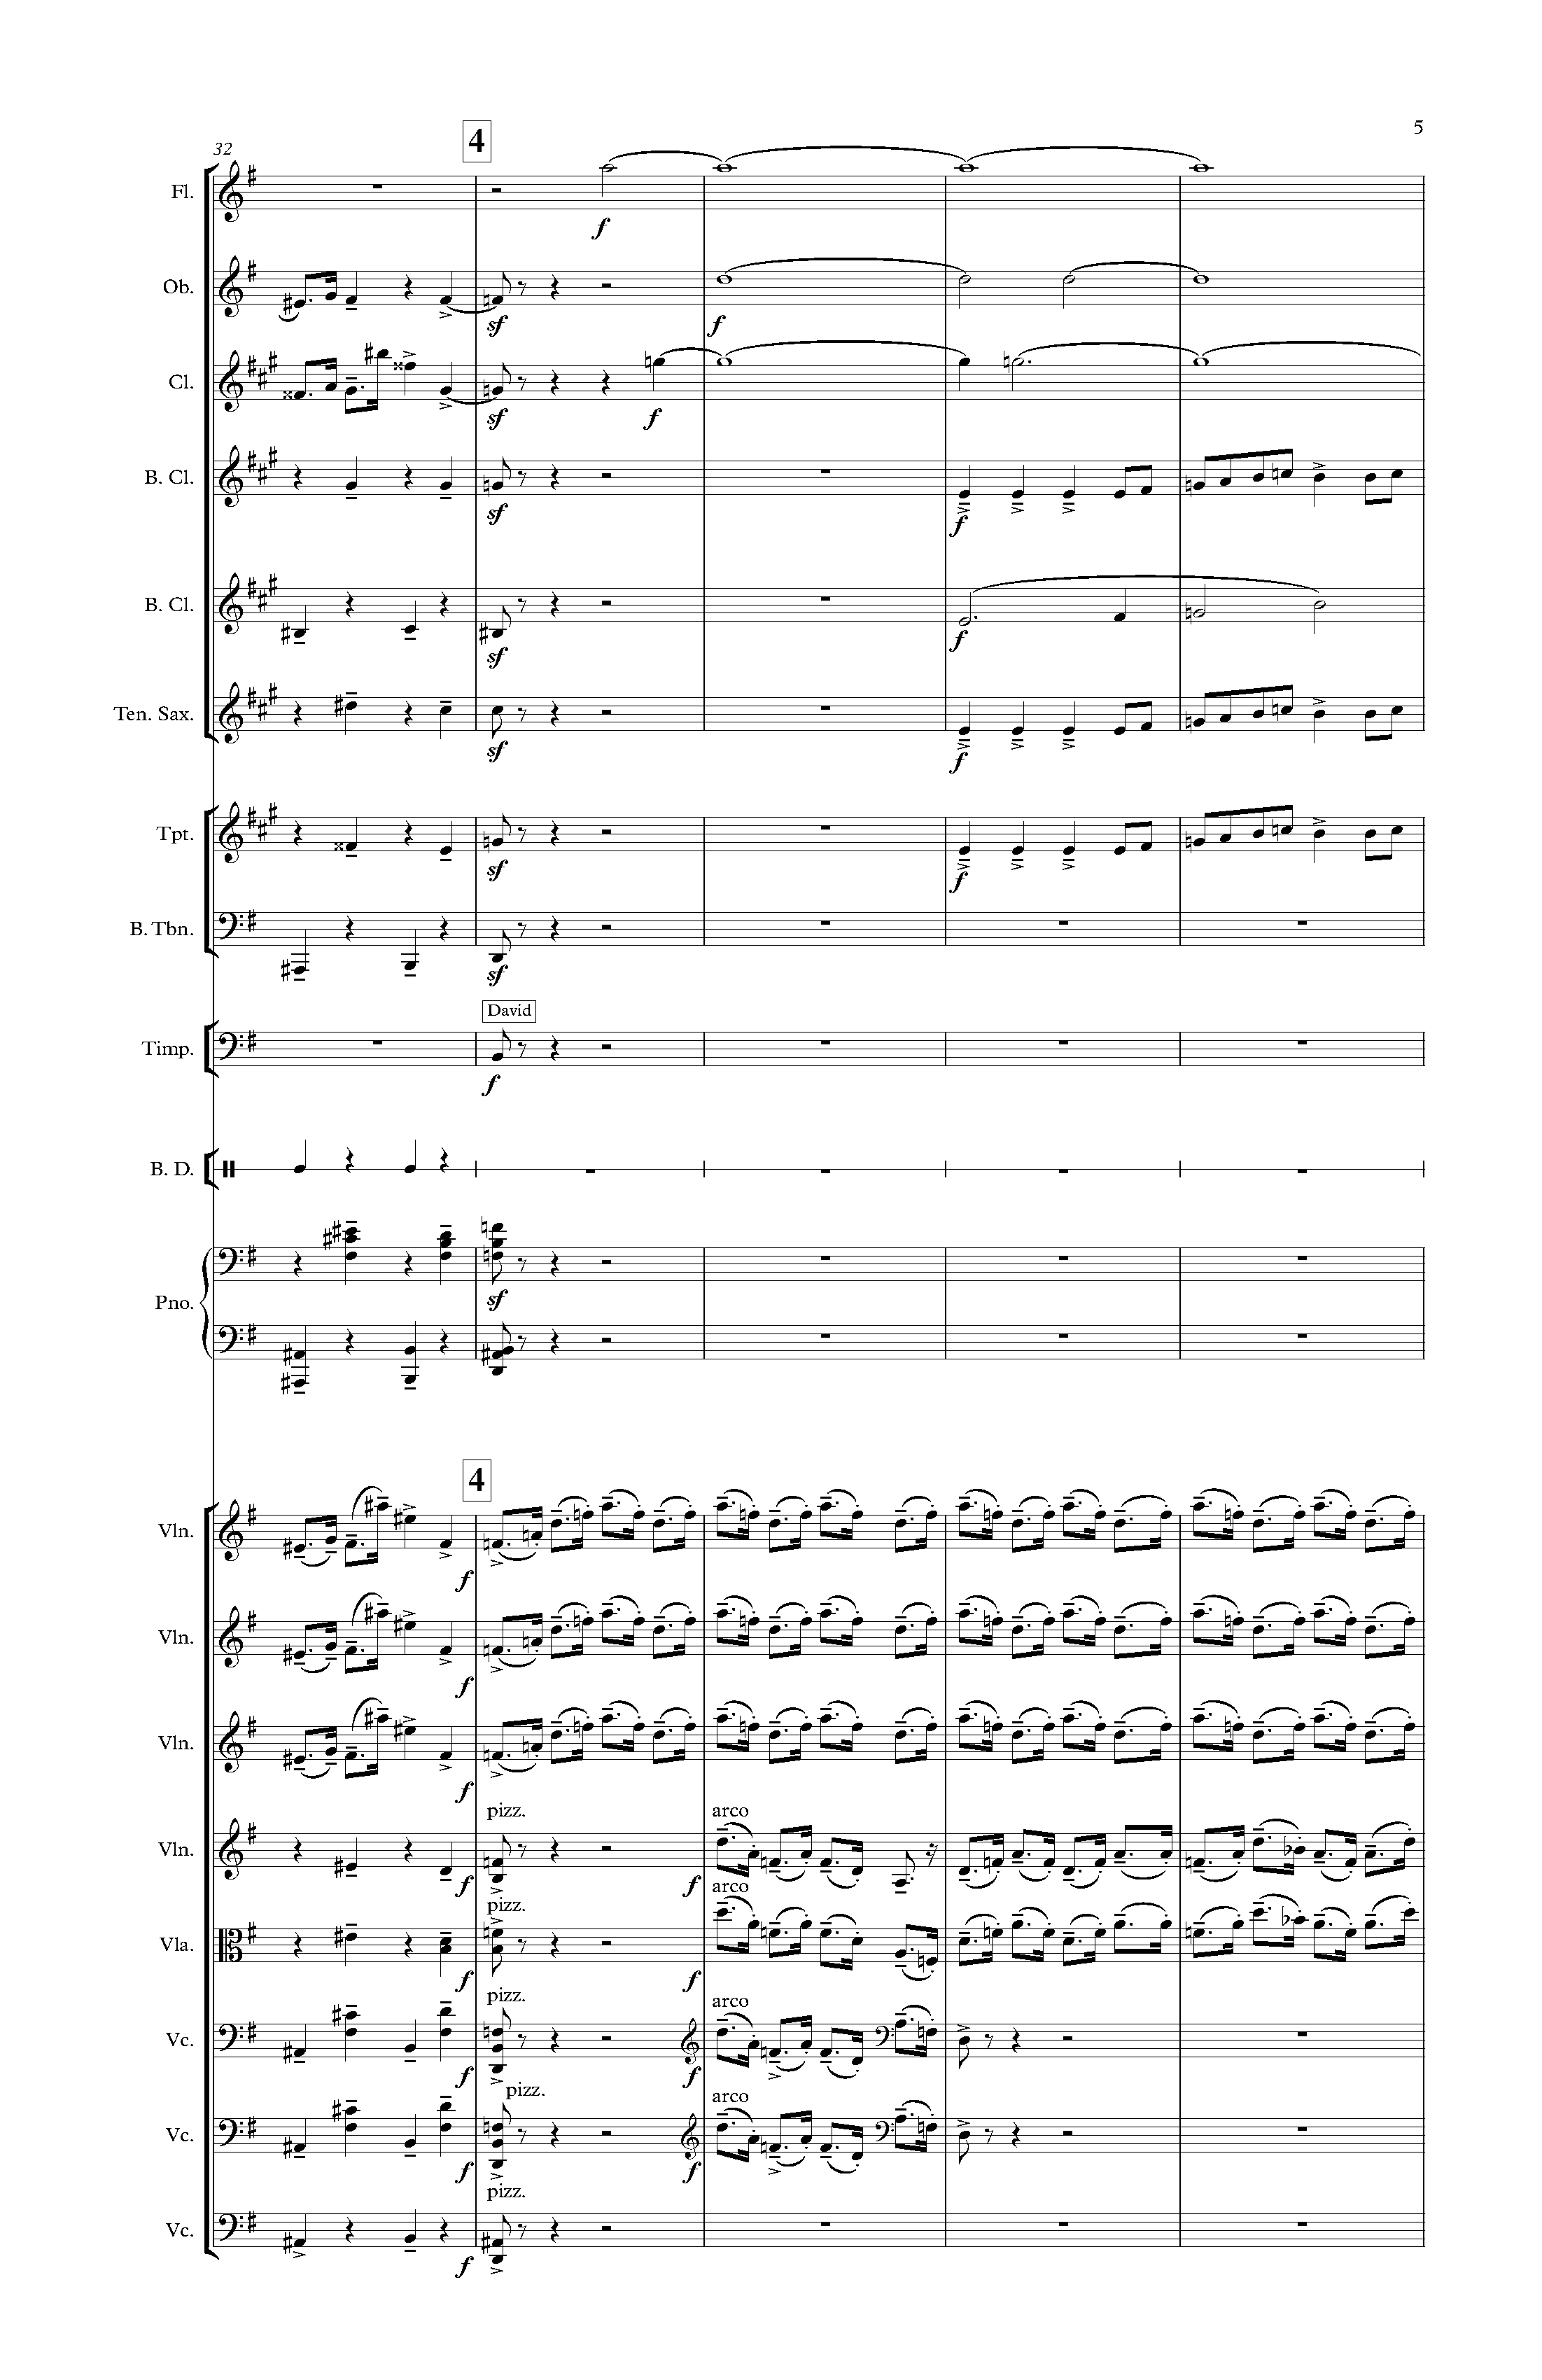 5
32
4
Fl.
f
Ob.
sf f
Cl.
sf f
B. Cl.
sf f
B. Cl.
sf f
Ten. Sax.
sf f
Tpt.
sf f
B. Tbn.
sf
David
Timp.
f
B. D.
Pno.
sf
4
Vln.
f
Vln.
f
Vln.
f
pizz. arco
Vln.
f f
pizz. arco
Vla.
f f
pizz. arco
Vc.
f f
pizz. arco
Vc.
f f
pizz.
Vc.
f